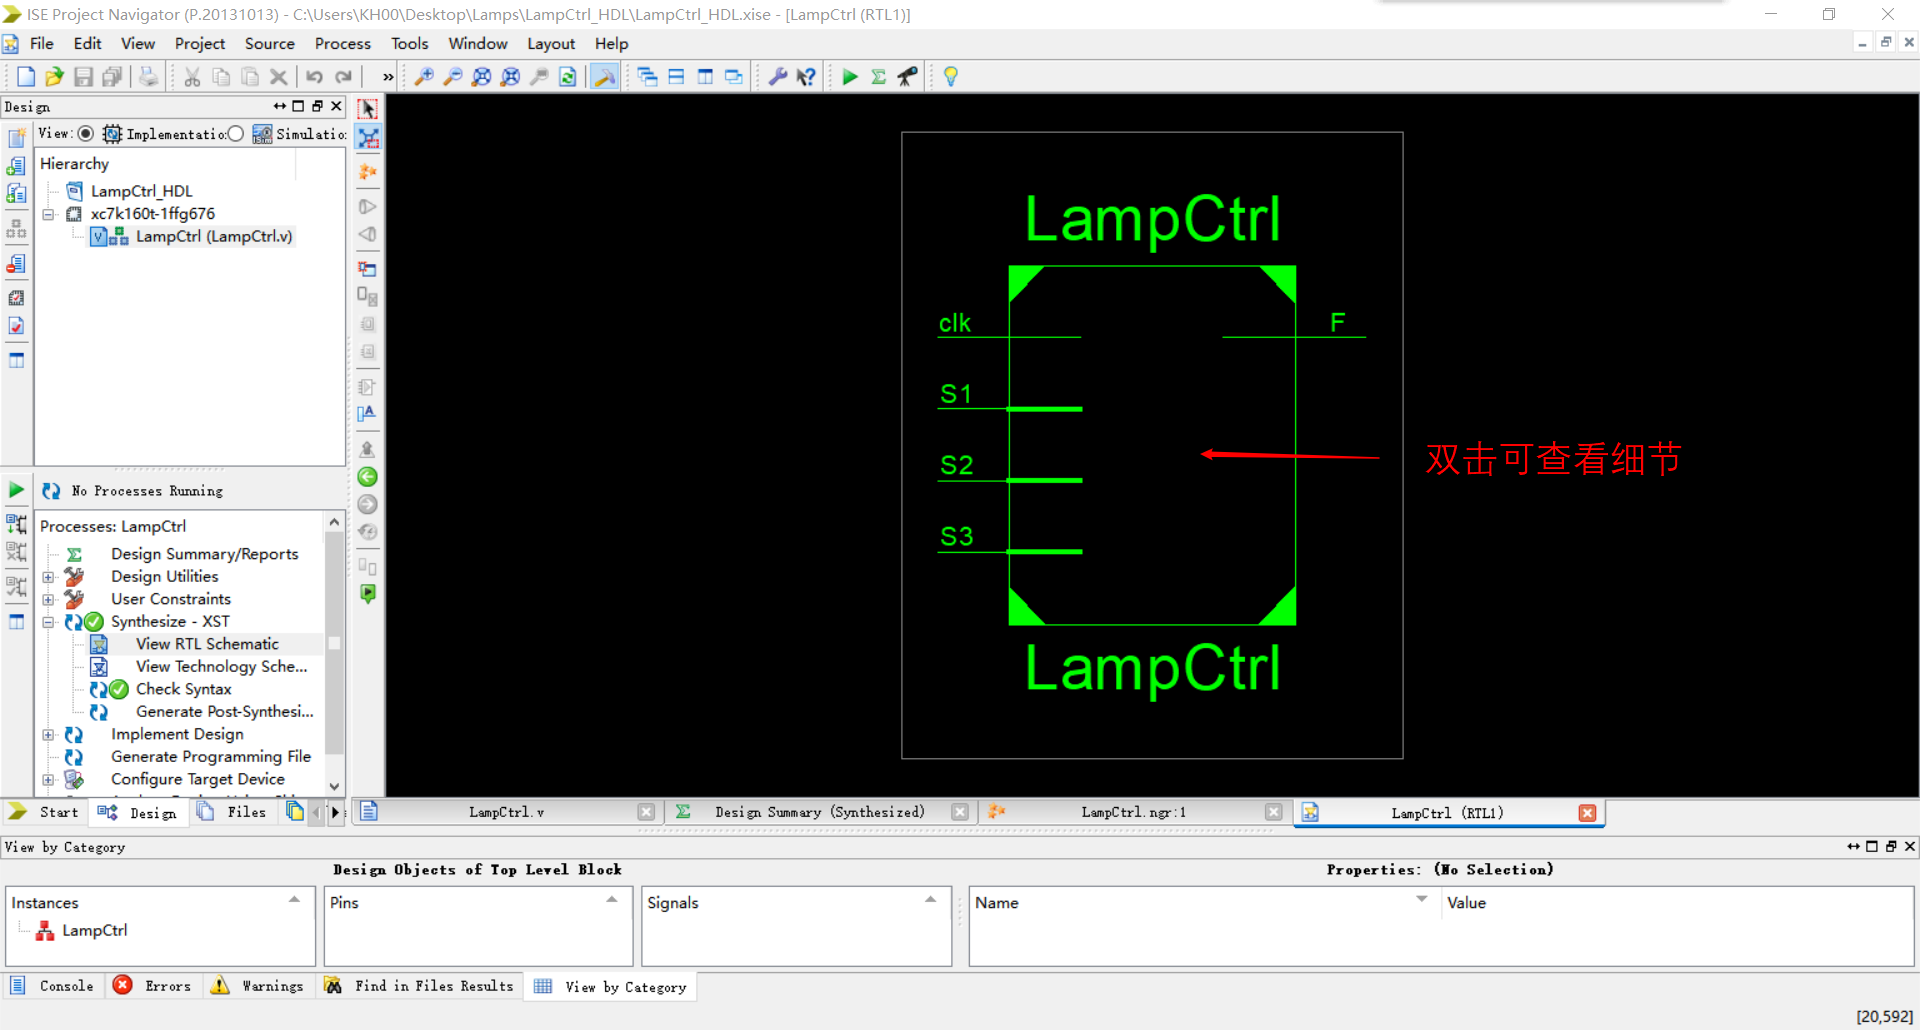 ISE Project Navigator (P.20131013) - C:\Users\KH00\Desktop\Lamps\LampCtrl_HDL\LampCtrl_HDL.xise - [LampCtrl (RTL1)]
File Edit View Project Source Process Tools Window Layout Help
Design
View: Implementatio: Simulatio:
Hierarchy
LampCtrl_HDL
xc7k160t-1ffg676
LampCtrl (LampCtrl.v)
No Processes Running
Processes: LampCtrl
Design Summary/Reports
Design Utilities
User Constraints
Synthesize - XST
View RTL Schematic
View Technology Sche...
Check Syntax
Generate Post-Synthesi...
Implement Design
Generate Programming File
Configure Target Device
Start Design Files
LampCtrl
clk
F
S1
S2
S3
LampCtrl
双击可查看细节
LampCtrl.v Design Summary (Synthesized) LampCtrl.ngr:1 LampCtrl (RTL1)
View by Category
Design Objects of Top Level Block
Properties: (No Selection)
Instances Pins Signals Name Value
LampCtrl
Console Errors Warnings Find in Files Results View by Category
[20,592]